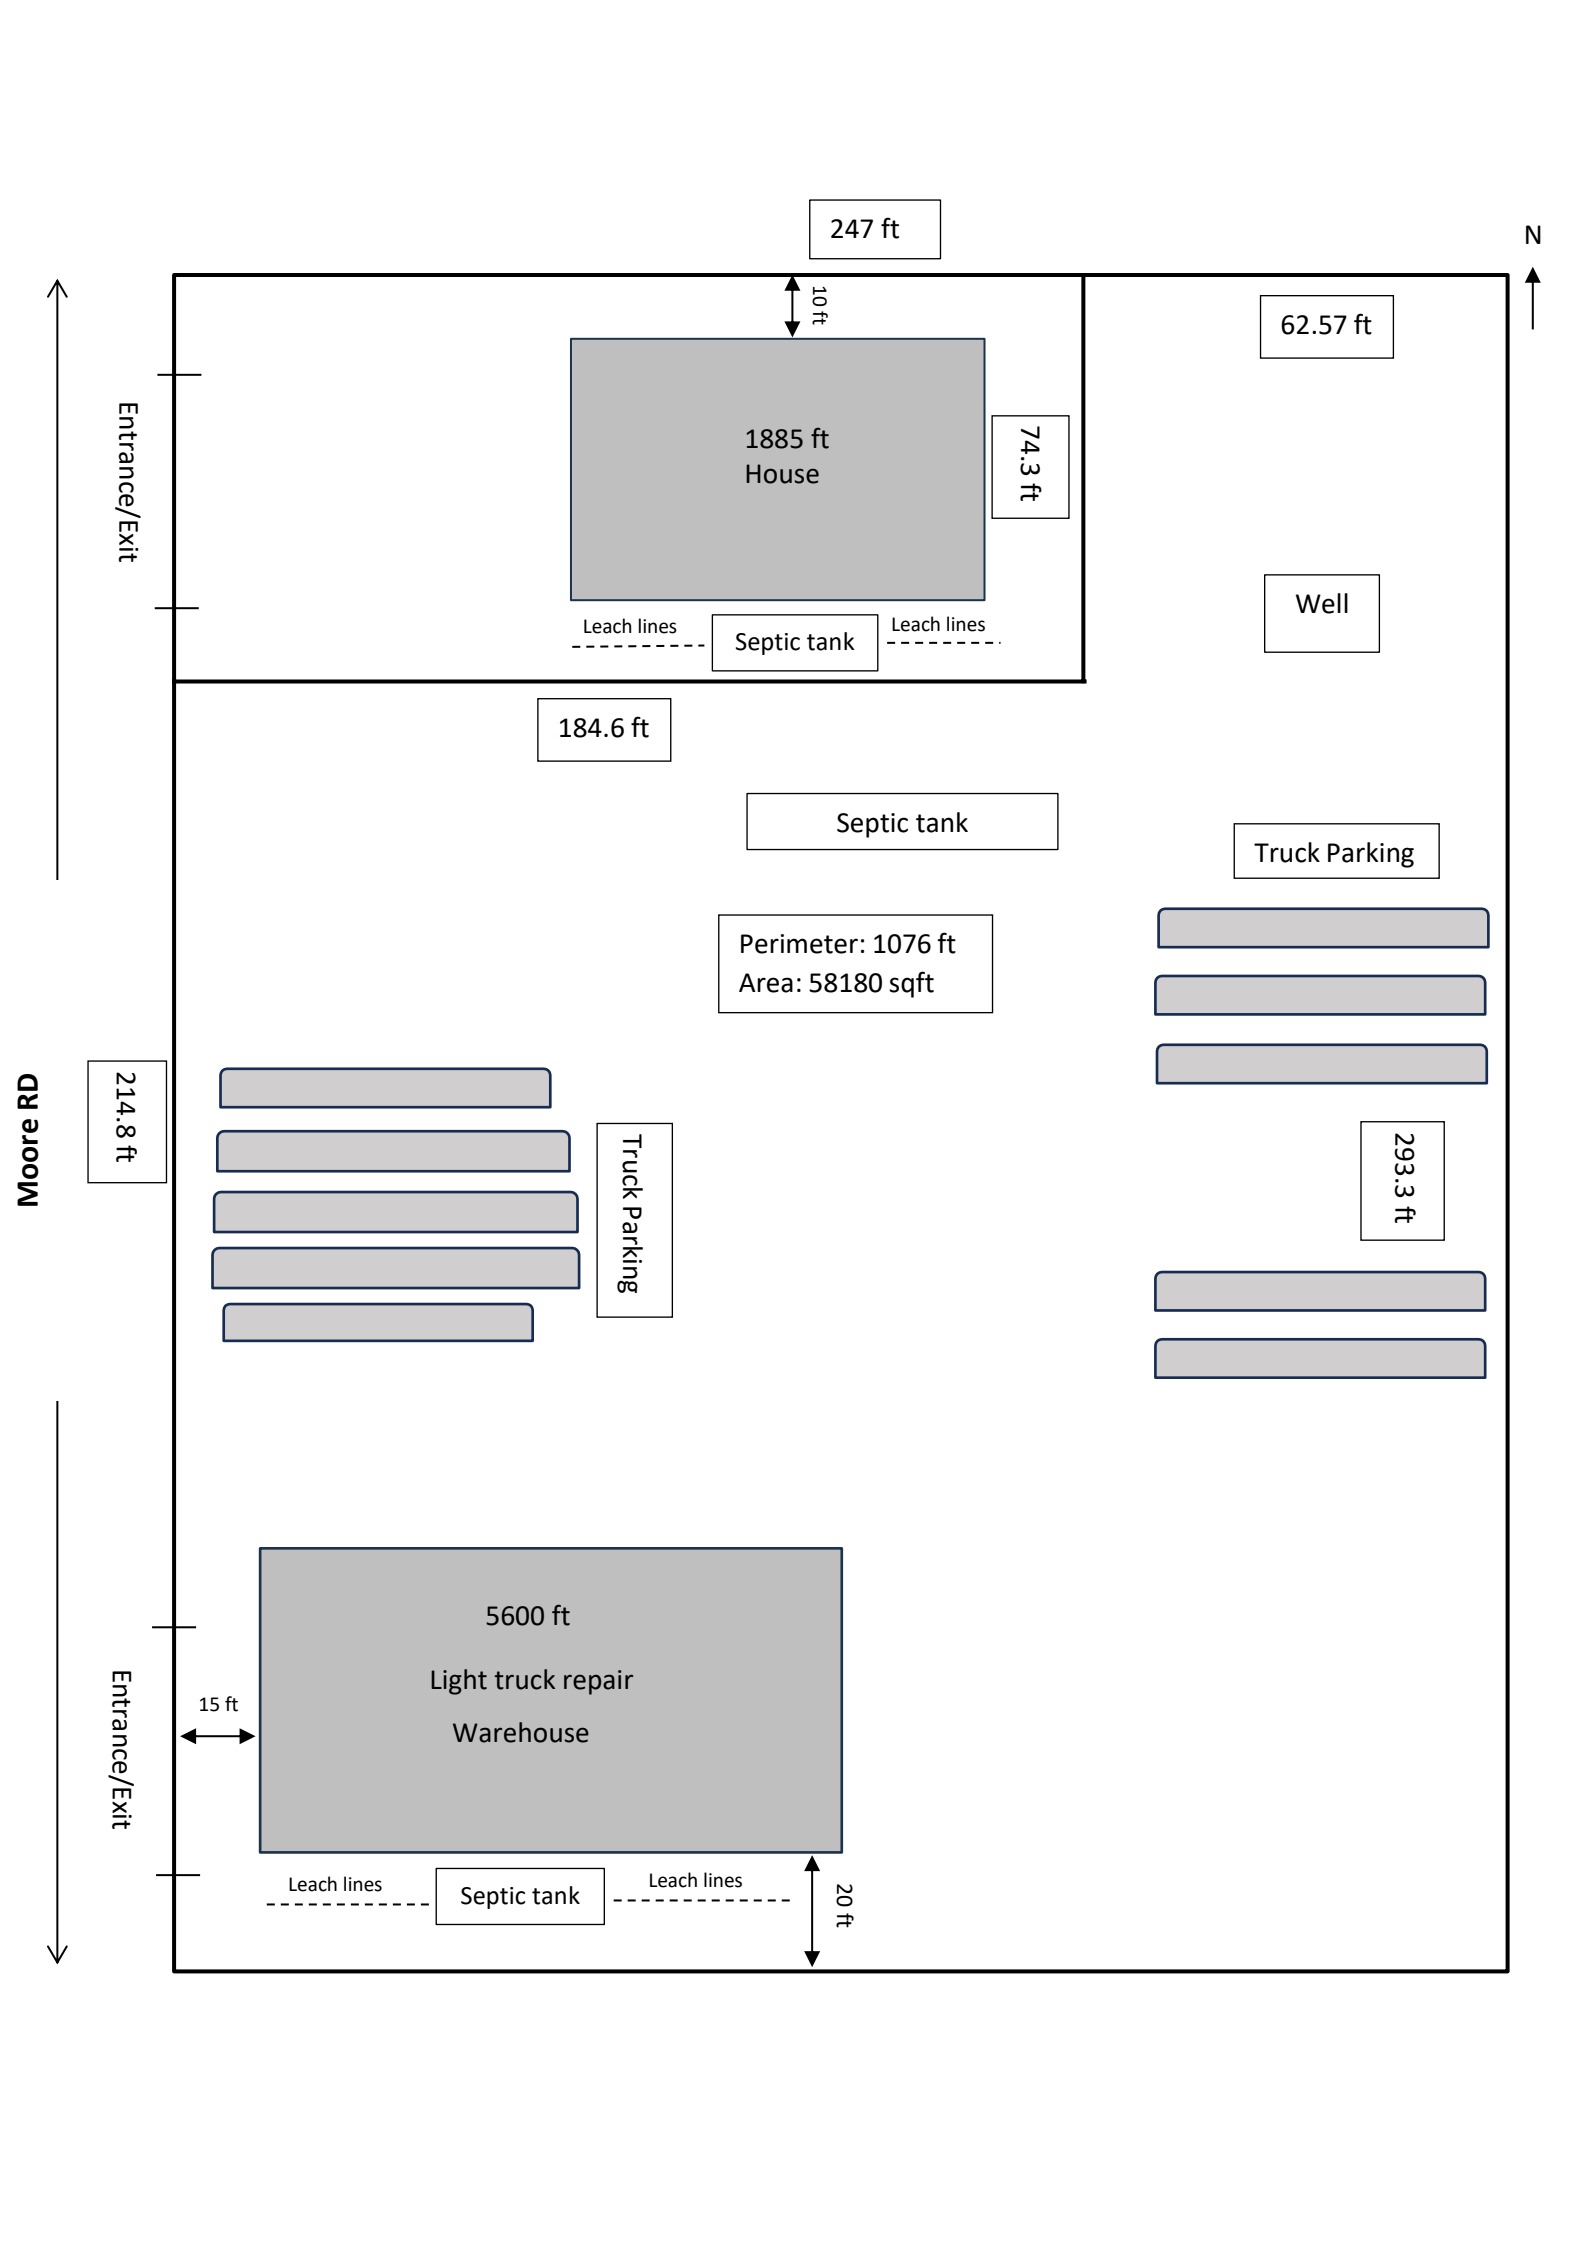 247 ft
N
10 ft
62.57 ft
Entrance/Exit
1885 ft
House
74.3 ft
Well
Leach lines
Septic tank
Leach lines
184.6 ft
Septic tank
Truck Parking
Perimeter: 1076 ft
Area: 58180 sqft
Moore RD
214.8 ft
Truck Parking
293.3 ft
5600 ft
Light truck repair
Warehouse
Entrance/Exit
15 ft
Leach lines
Septic tank
Leach lines
20 ft